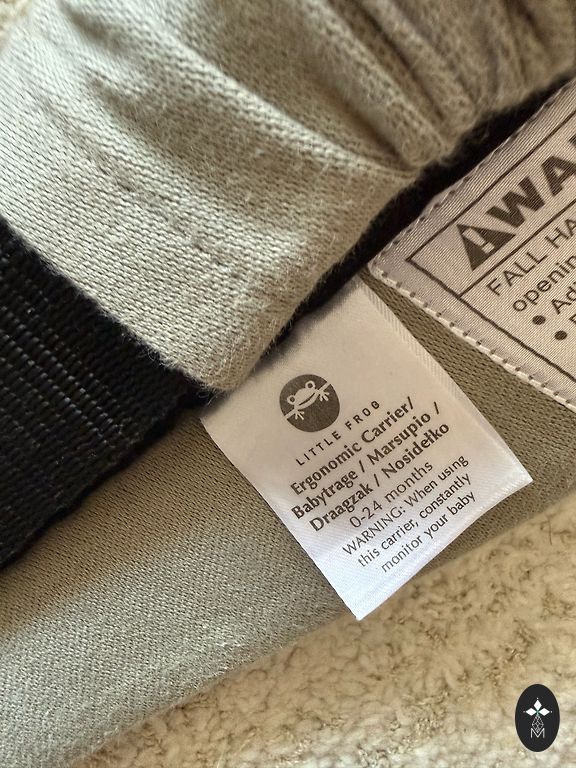 LITTLE FROG
Ergonomic Carrier/
Babytrage / Marsupio /
Draagzak / Nosidełko
0-24 months
WARNING: When using
this carrier, constantly
monitor your baby
FALL HA
opening
M